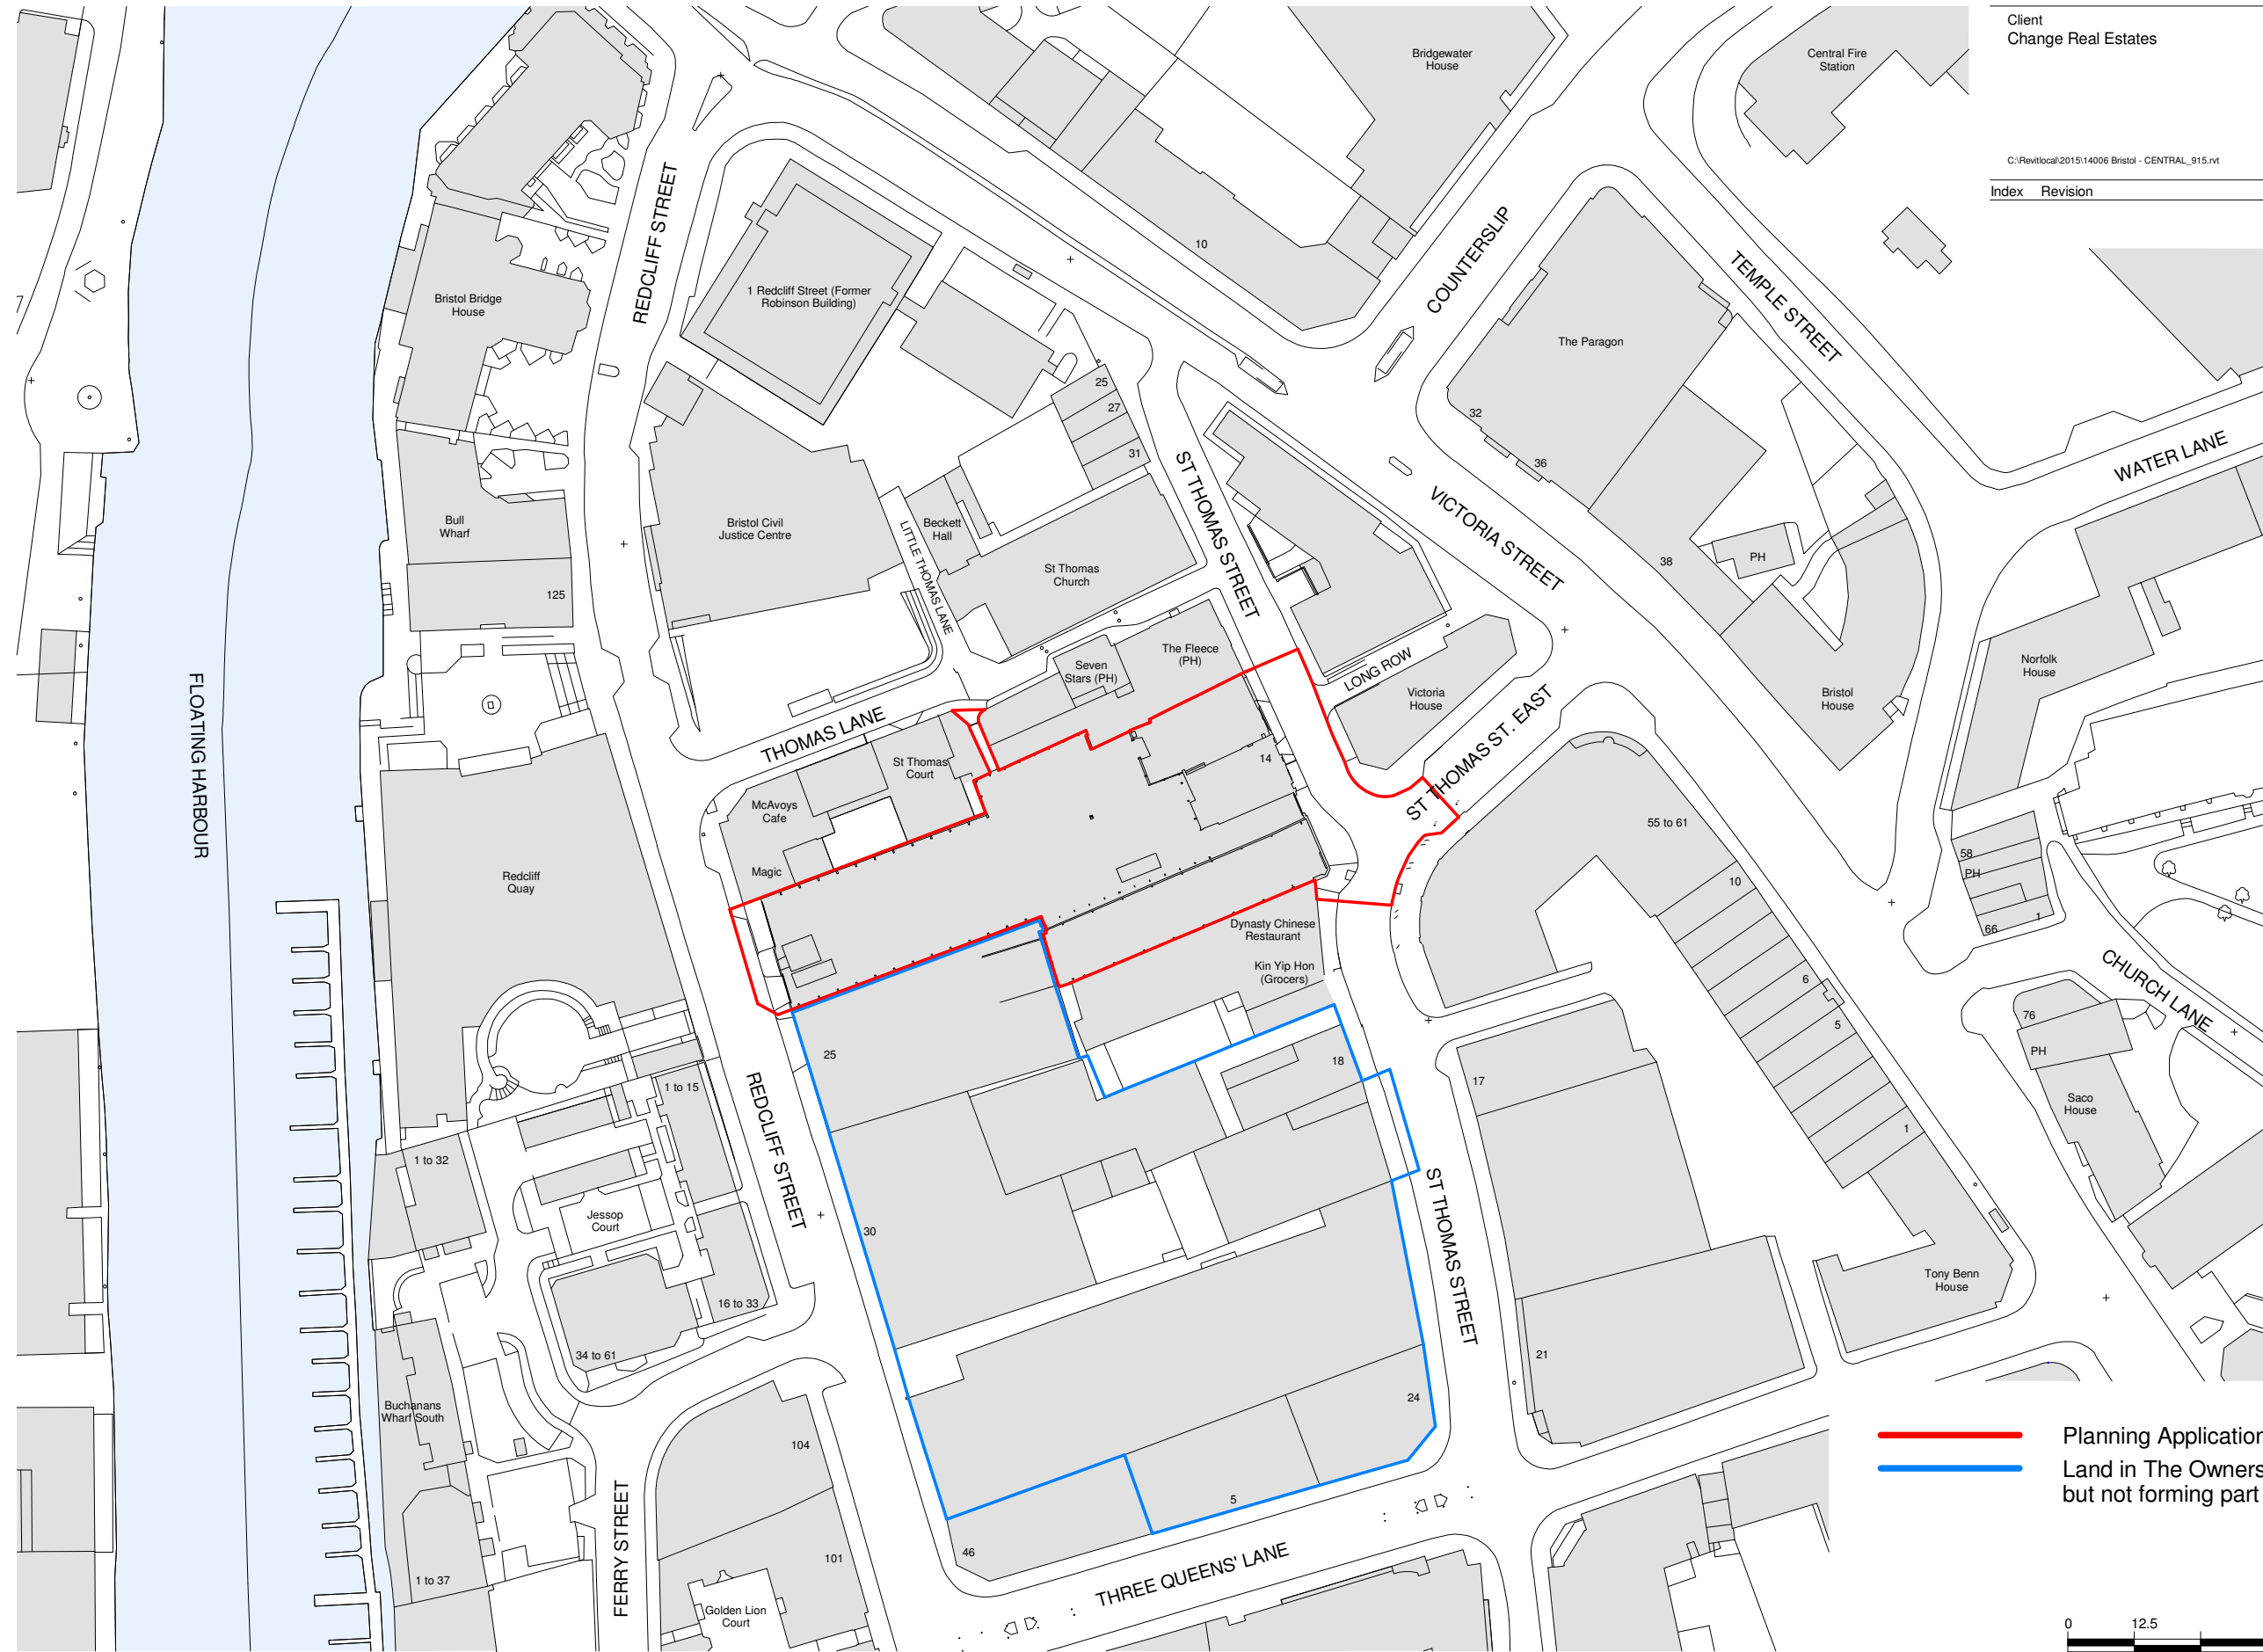 Client
Change Real Estates
C:\Revitlocal\2015\14006 Bristol - CENTRAL_915.rvt
Index Revision
Bridgewater
House
Central Fire
Station
10
COUNTERSLIP
TEMPLE STREET
REDCLIFF STREET
1 Redcliff Street (Former
Robinson Building)
Bristol Bridge
House
7
The Paragon
32
36
25
27
31
ST THOMAS STREET
VICTORIA STREET
WATER LANE
Bull
Wharf
125
Bristol Civil
Justice Centre
LITTLE THOMAS LANE
Beckett
Hall
St Thomas
Church
38
PH
Seven
Stars (PH)
The Fleece
(PH)
LONG ROW
Victoria
House
ST THOMAS ST. EAST
Bristol
House
Norfolk
House
FLOATING HARBOUR
THOMAS LANE
St Thomas
Court
14
McAvoys
Cafe
Magic
Redcliff
Quay
55 to 61
10
6
5
1
58
PH
66
1
Dynasty Chinese
Restaurant
Kin Yip Hon
(Grocers)
CHURCH LANE
76
PH
Saco
House
25
18
17
1 to 15
REDCLIFF STREET
1 to 32
Jessop
Court
30
16 to 33
34 to 61
ST THOMAS STREET
Tony Benn
House
21
24
Buchanans
Wharf South
104
5
46
101
1 to 37
FERRY STREET
Golden Lion
Court
THREE QUEENS' LANE
Planning Application
Land in The Owners
but not forming part
0 12.5